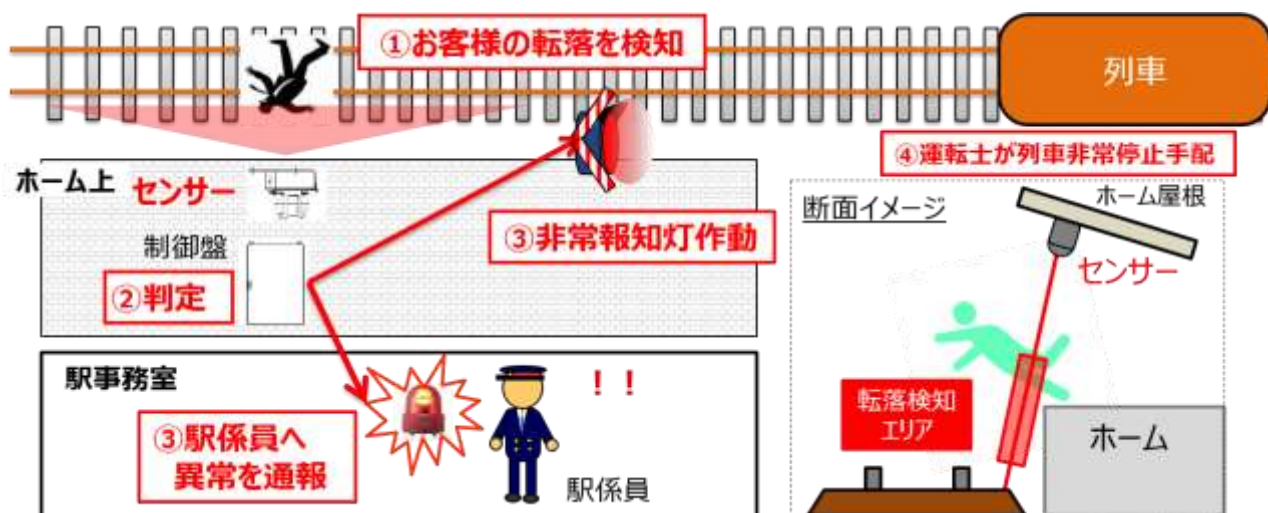 ①お客様の転落を検知
列車
④運転士が列車非常停止手配
ホーム上
センサー
制御盤
②判定
③非常報知灯作動
駅事務室
③駅係員へ
異常を通報
!!
駅係員
断面イメージ
ホーム屋根
センサー
転落検知
エリア
ホーム